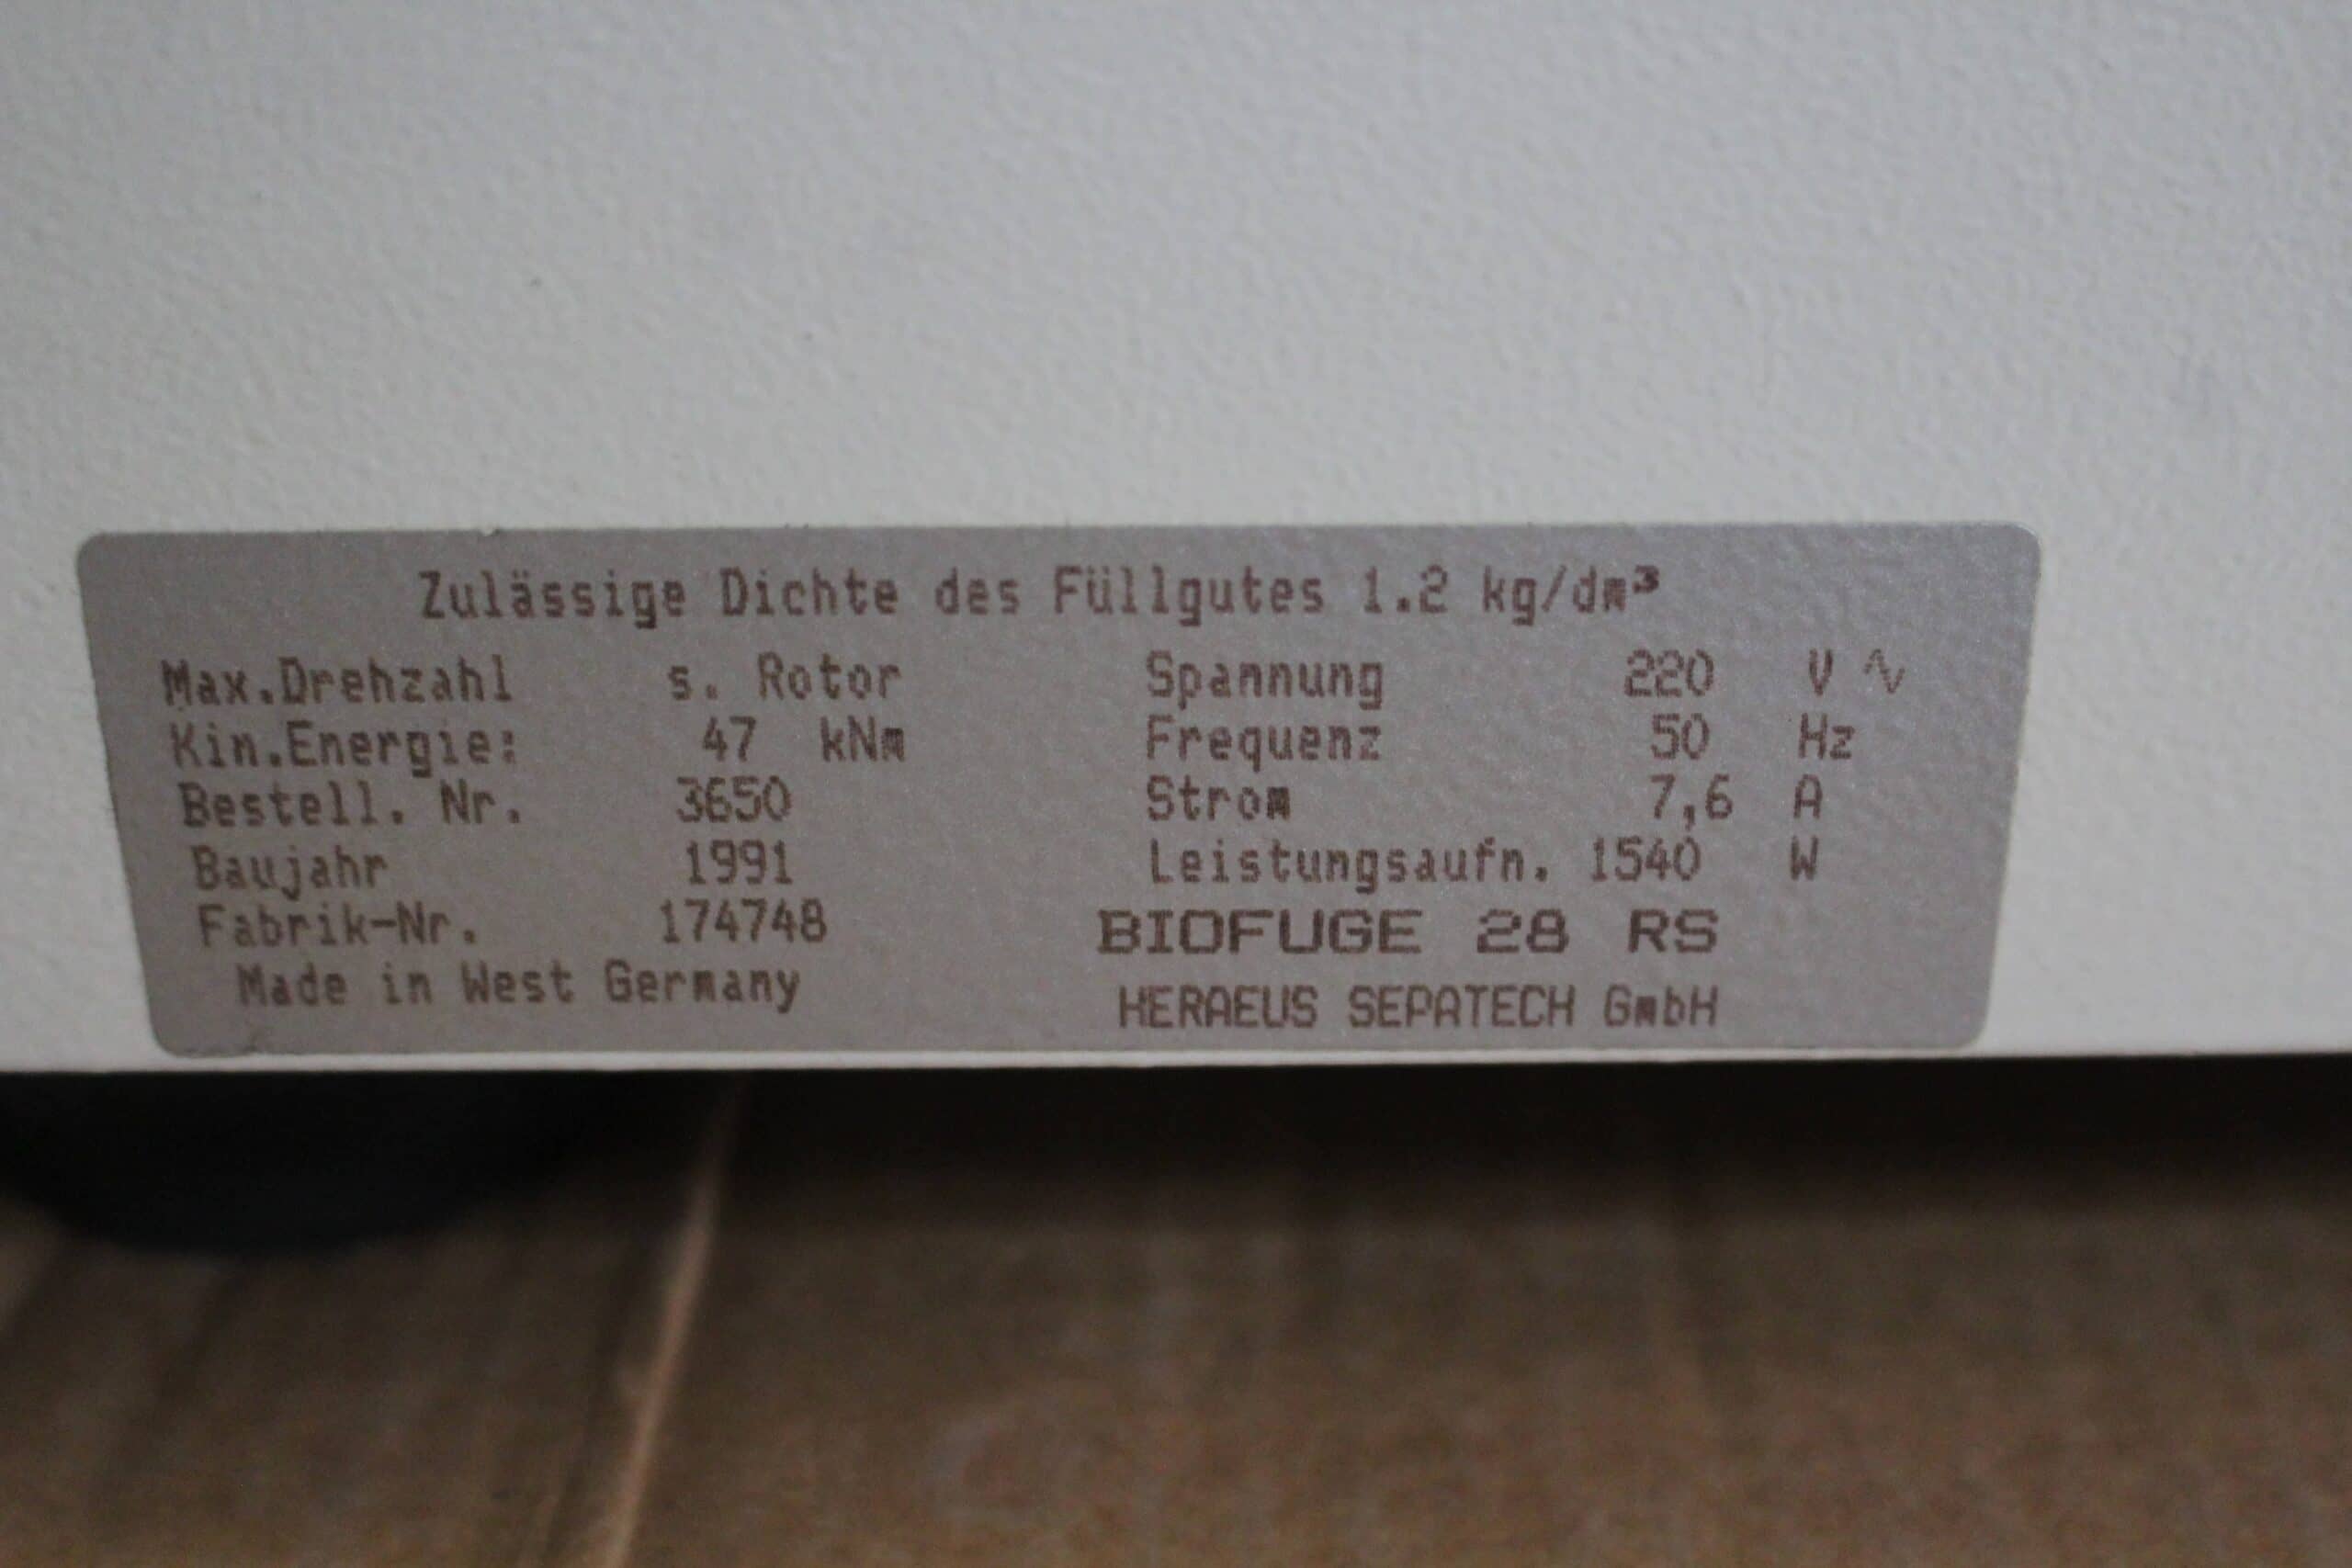 Zulässige Dichte des Füllgutes 1.2 kg/dm³
Max.Drehzahl s. Rotor Spannung 220 V ∿
Kin.Energie: 47 kNm Frequenz 50 Hz
Bestell. Nr. 3650 Strom 7,6 A
Baujahr 1991 Leistungsaufn. 1540 W
Fabrik-Nr. 174748 BIOFUGE 28 RS
Made in West Germany HERAEUS SEPATECH GmbH